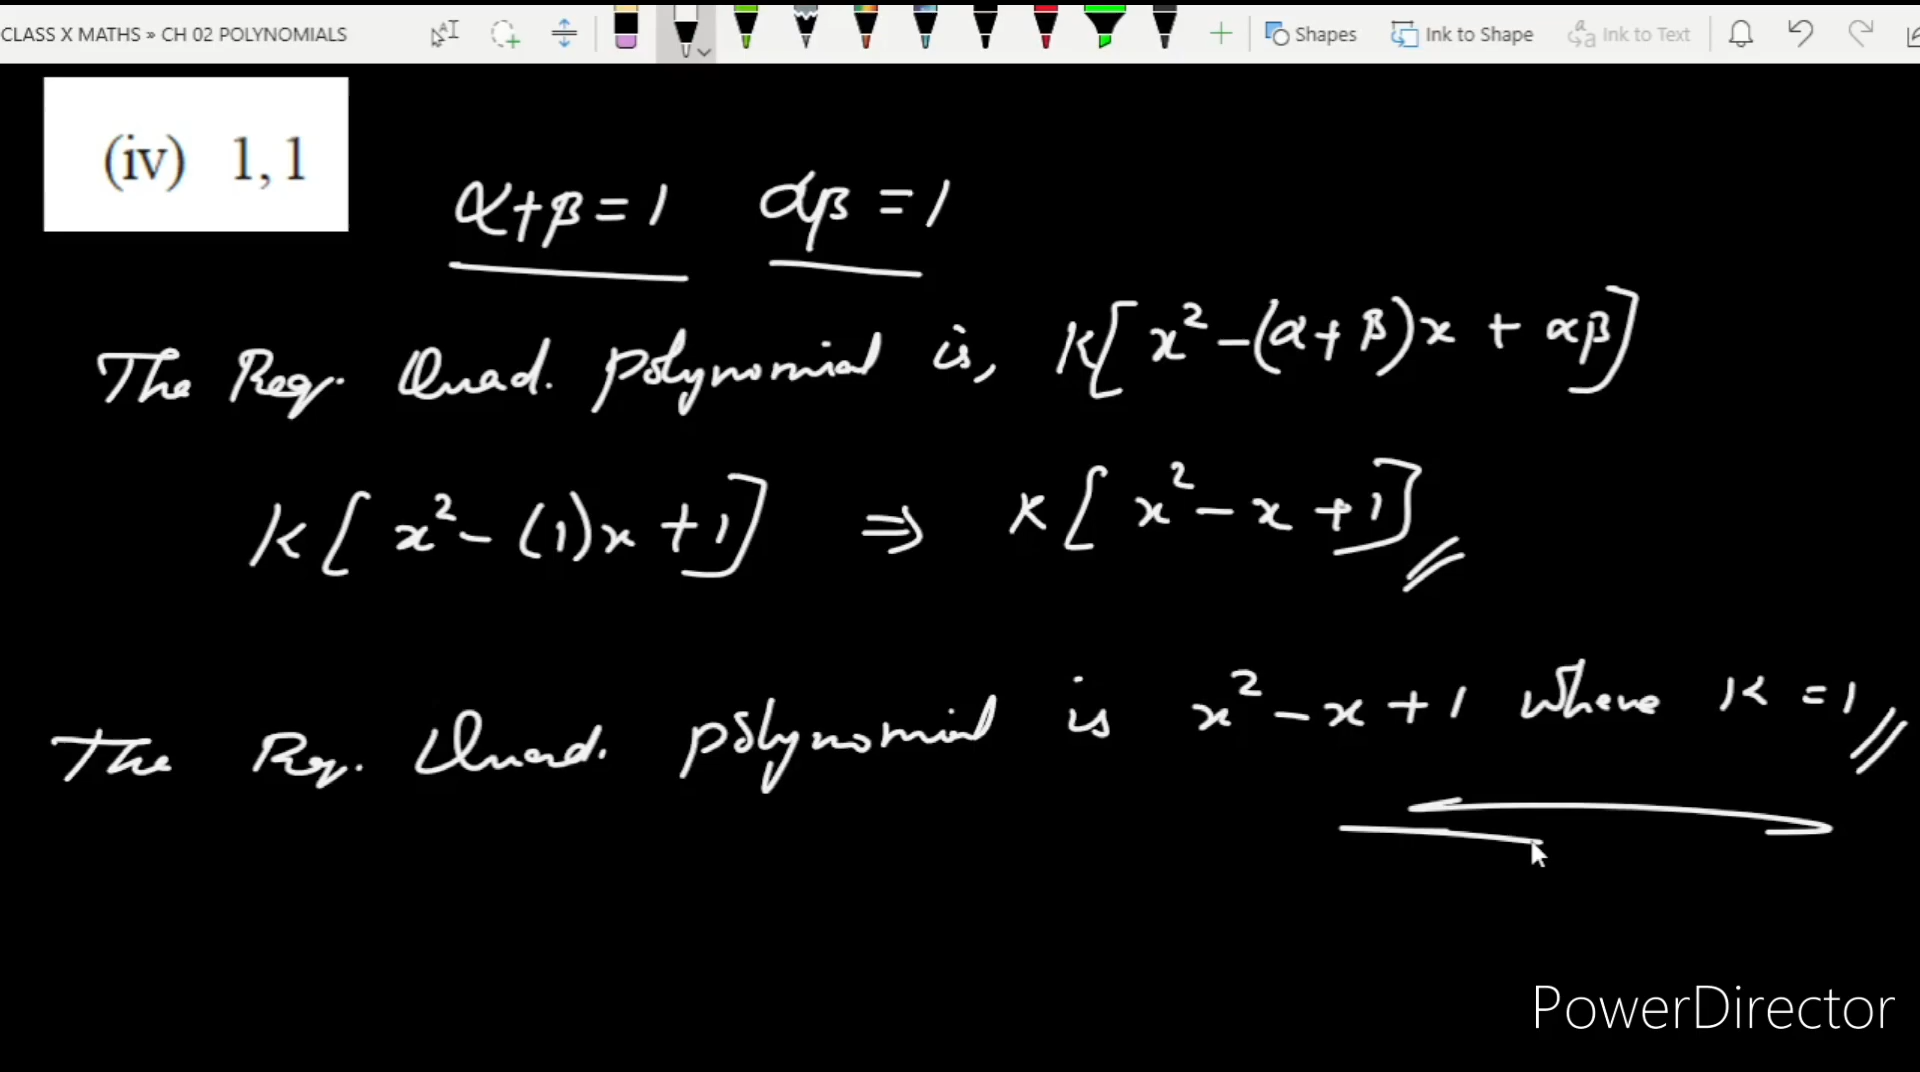 CLASS X MATHS » CH 02 POLYNOMIALS
Shapes Ink to Shape Ink to Text
(iv) 1, 1
α+β=1 αβ=1
The Req. Quad. polynomial is, K[x²-(α+β)x + αβ]
K[x²-(1)x+1] ⇒ K[x²-x+1]
The Req. Quad. polynomial is x²-x+1 where K=1
PowerDirector